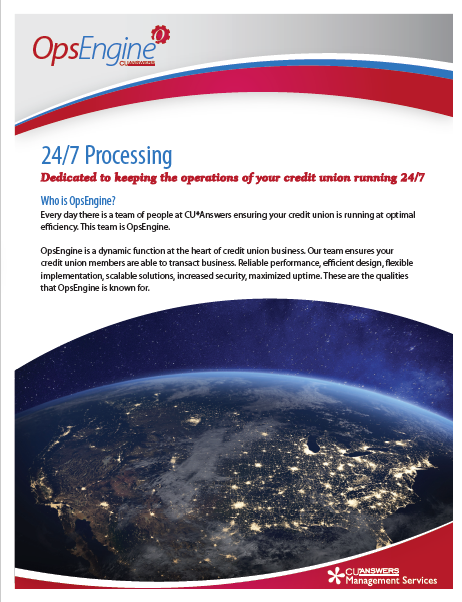 OpsEngine
CU*ANSWERS
24/7 Processing
Dedicated to keeping the operations of your credit union running 24/7
Who is OpsEngine?
Every day there is a team of people at CU*Answers ensuring your credit union is running at optimal
efficiency. This team is OpsEngine.
OpsEngine is a dynamic function at the heart of credit union business. Our team ensures your
credit union members are able to transact business. Reliable performance, efficient design, flexible
implementation, scalable solutions, increased security, maximized uptime. These are the qualities
that OpsEngine is known for.
CU*ANSWERS
Management Services